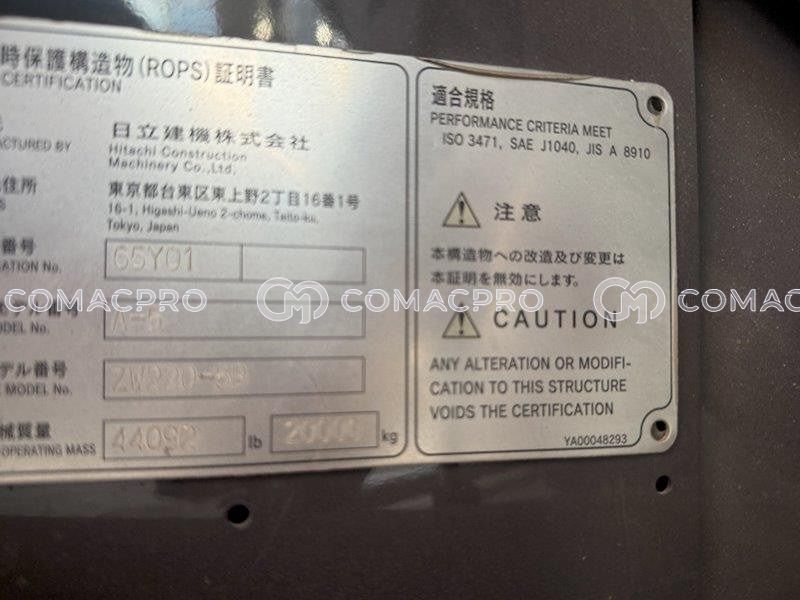 時保護構造物(ROPS)証明書
CERTIFICATION
ACTURED BY
日立建機株式会社
Hitachi Construction
Machinery Co.,Ltd.
住所
東京都台東区東上野2丁目16番1号
16-1, Higashi-Ueno 2-chome, Taito-ku,
Tokyo, Japan
番号
CATION No.
65Y01
MODEL No.
デル番号
MODEL No.
ZW220-5B
械質量
OPERATING MASS
44092 lb
kg
適合規格
PERFORMANCE CRITERIA MEET
ISO 3471, SAE J1040, JIS A 8910
注意
本構造物への改造及び変更は
本証明を無効にします。
CAUTION
ANY ALTERATION OR MODIFI-
CATION TO THIS STRUCTURE
VOIDS THE CERTIFICATION
YA00048293
COMACPRO COMACPRO COMACP